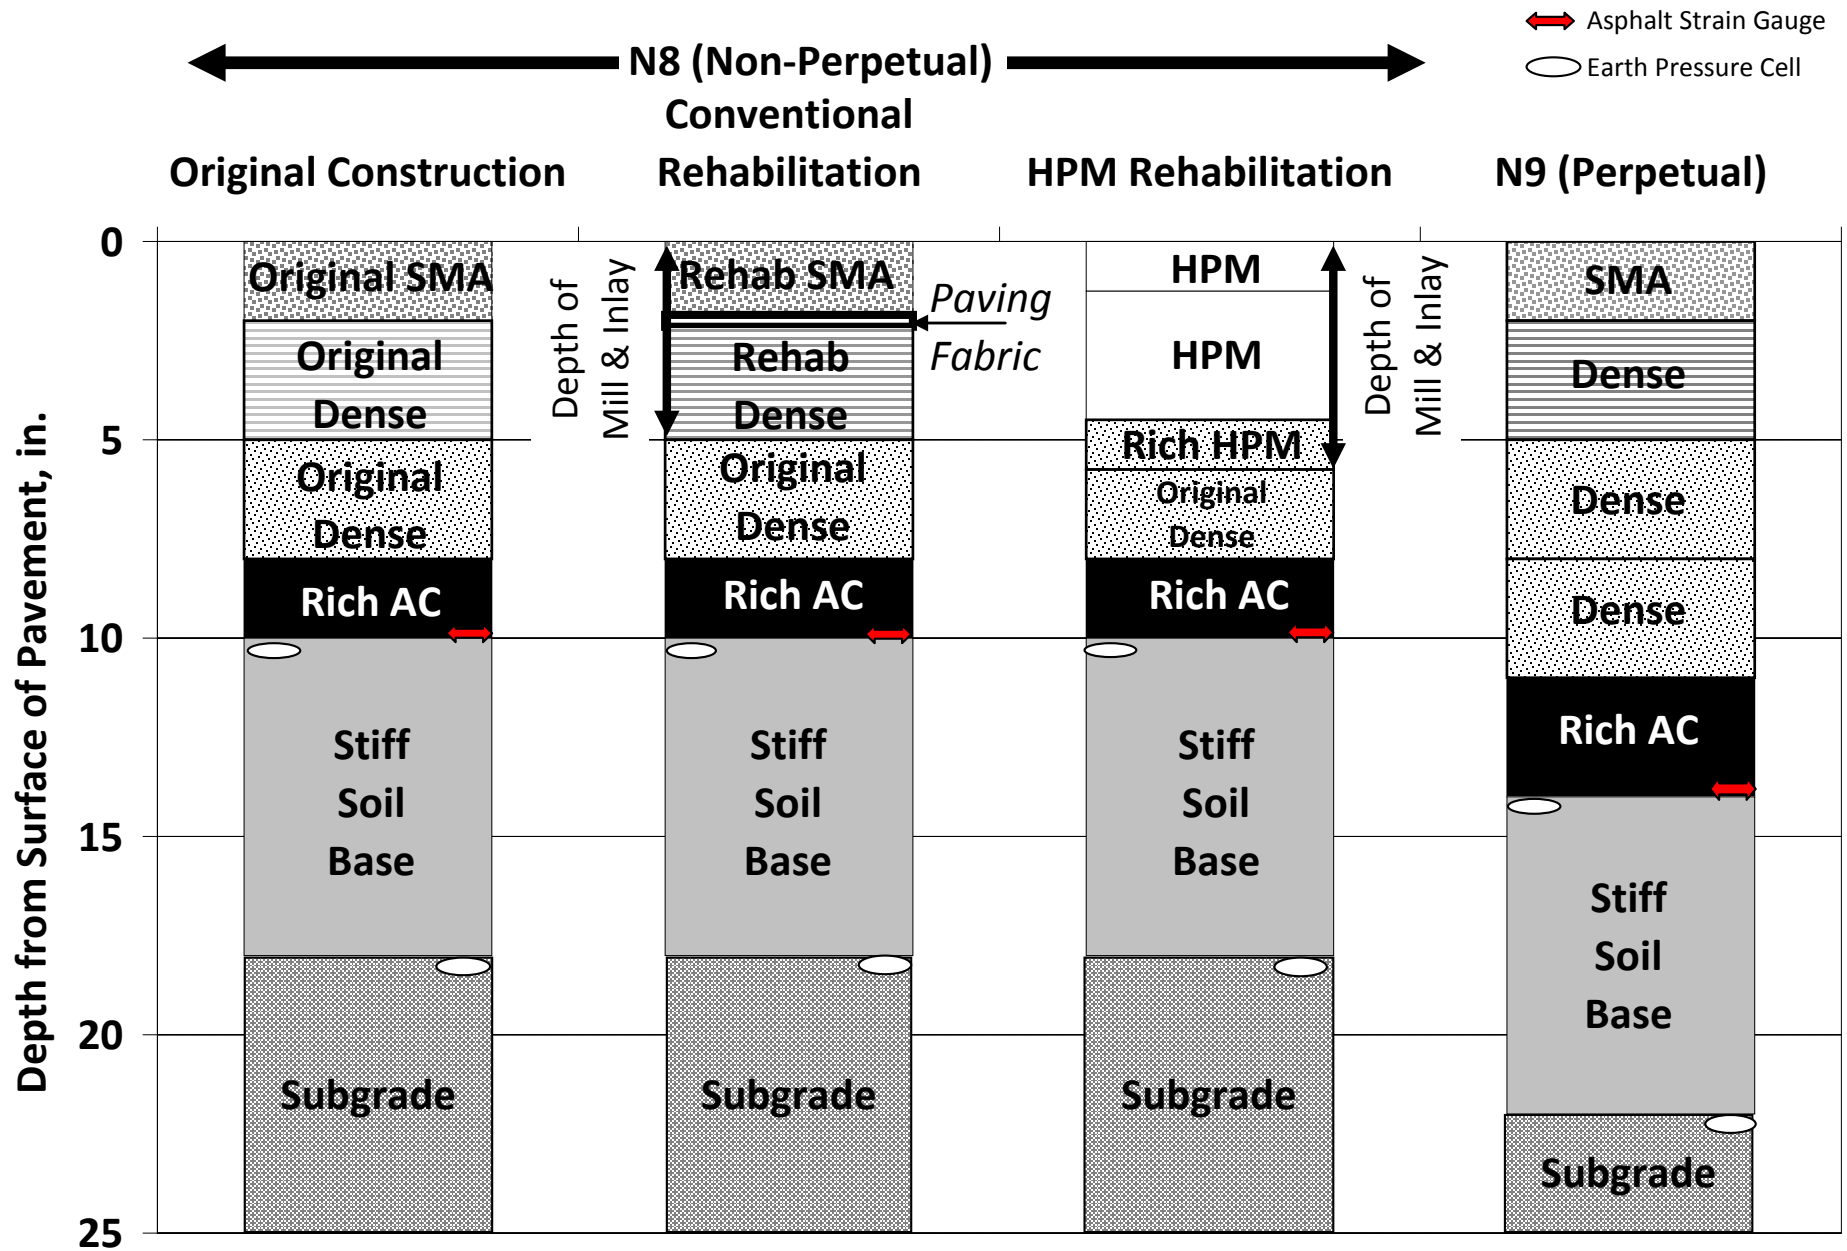 Asphalt Strain Gauge
Earth Pressure Cell
N8 (Non-Perpetual)
Original Construction
Conventional
Rehabilitation
HPM Rehabilitation
N9 (Perpetual)
Depth from Surface of Pavement, in.
0
5
10
15
20
25
Original SMA
Original
Dense
Original
Dense
Rich AC
Stiff
Soil
Base
Subgrade
Depth of
Mill & Inlay
Rehab SMA
Paving
Fabric
Rehab
Dense
Original
Dense
Rich AC
Stiff
Soil
Base
Subgrade
HPM
HPM
Rich HPM
Original
Dense
Rich AC
Stiff
Soil
Base
Subgrade
Depth of
Mill & Inlay
SMA
Dense
Dense
Dense
Rich AC
Stiff
Soil
Base
Subgrade